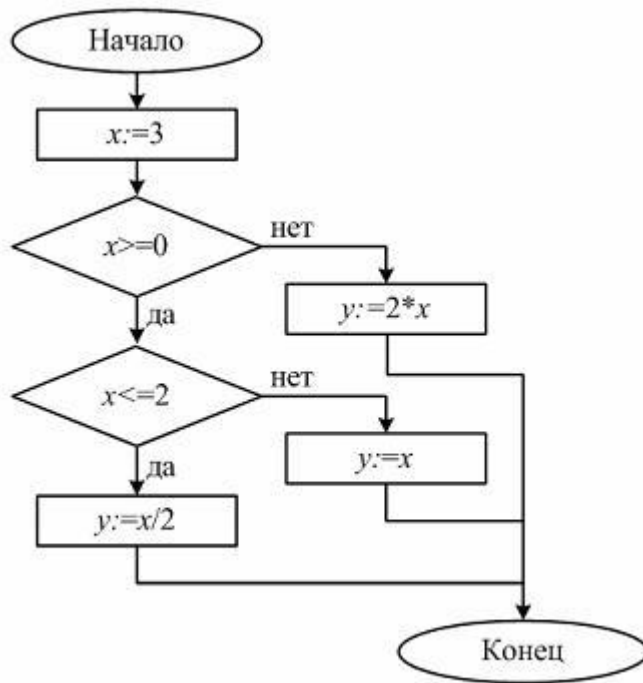 Начало
x:=3
x>=0
нет
y:=2*x
да
x<=2
нет
y:=x
да
y:=x/2
Конец